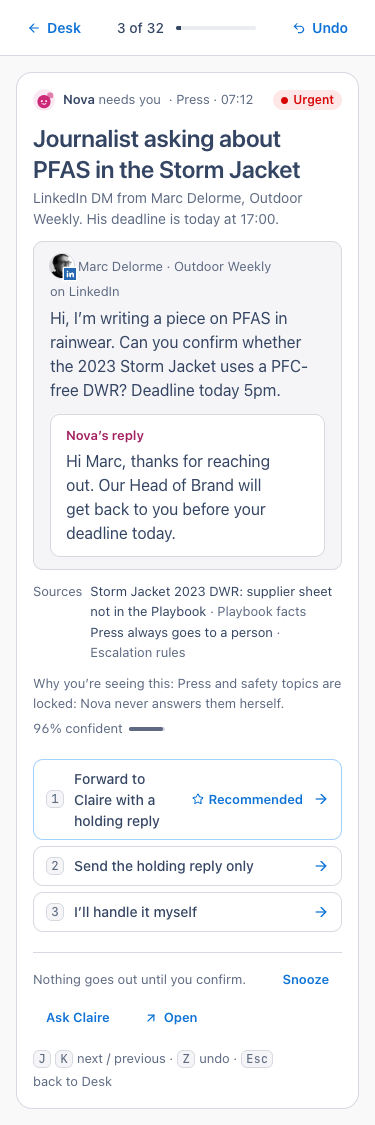 Desk
3 of 32
Undo
Nova needs you · Press · 07:12
Urgent
Journalist asking about
PFAS in the Storm Jacket
LinkedIn DM from Marc Delorme, Outdoor
Weekly. His deadline is today at 17:00.
in
Marc Delorme · Outdoor Weekly
on LinkedIn
Hi, I’m writing a piece on PFAS in
rainwear. Can you confirm whether
the 2023 Storm Jacket uses a PFC-
free DWR? Deadline today 5pm.
Nova’s reply
Hi Marc, thanks for reaching
out. Our Head of Brand will
get back to you before your
deadline today.
Sources Storm Jacket 2023 DWR: supplier sheet
not in the Playbook · Playbook facts
Press always goes to a person ·
Escalation rules
Why you’re seeing this: Press and safety topics are
locked: Nova never answers them herself.
96% confident
1
Forward to
Claire with a
holding reply
Recommended
2 Send the holding reply only
3 I’ll handle it myself
Nothing goes out until you confirm. Snooze
Ask Claire Open
J K next / previous · Z undo · Esc
back to Desk